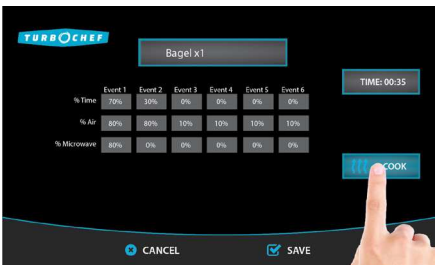 TURBOCHEF
Bagel x1
TIME: 00:35
Event 1 Event 2 Event 3 Event 4 Event 5 Event 6
% Time 70% 30% 0% 0% 0% 0%
% Air 80% 80% 10% 10% 10% 10%
% Microwave 80% 0% 0% 0% 0% 0%
COOK
CANCEL SAVE